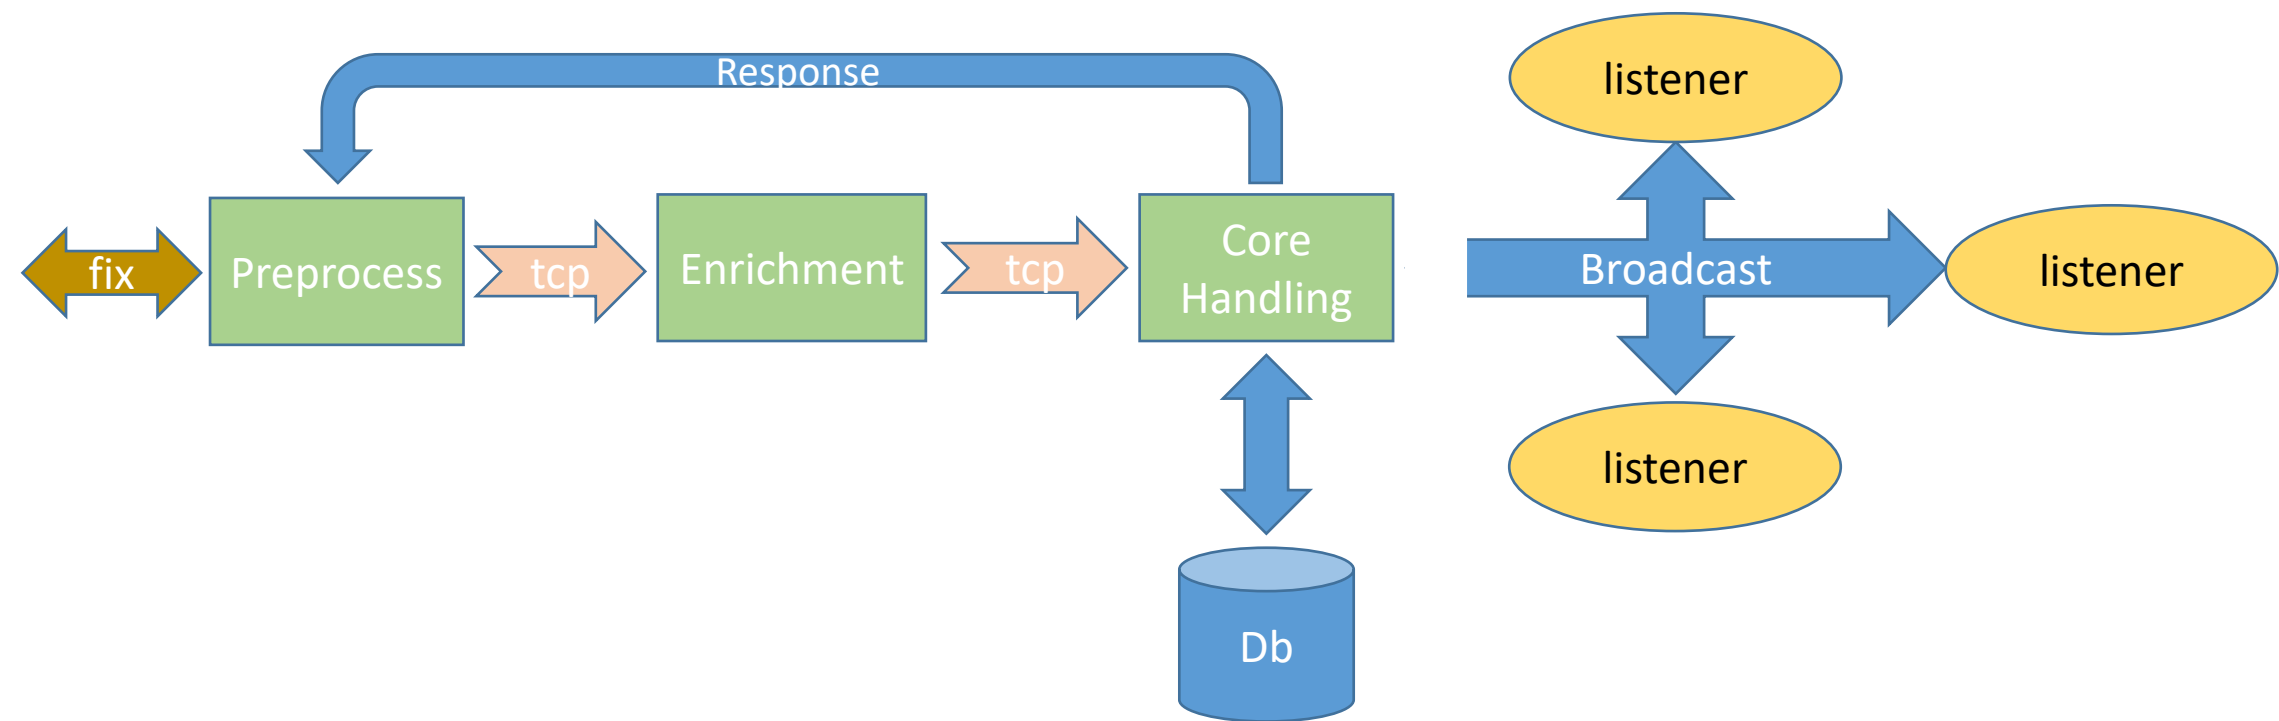 Response
listener
fix
Preprocess
tcp
Enrichment
tcp
Core
Handling
Broadcast
listener
listener
Db